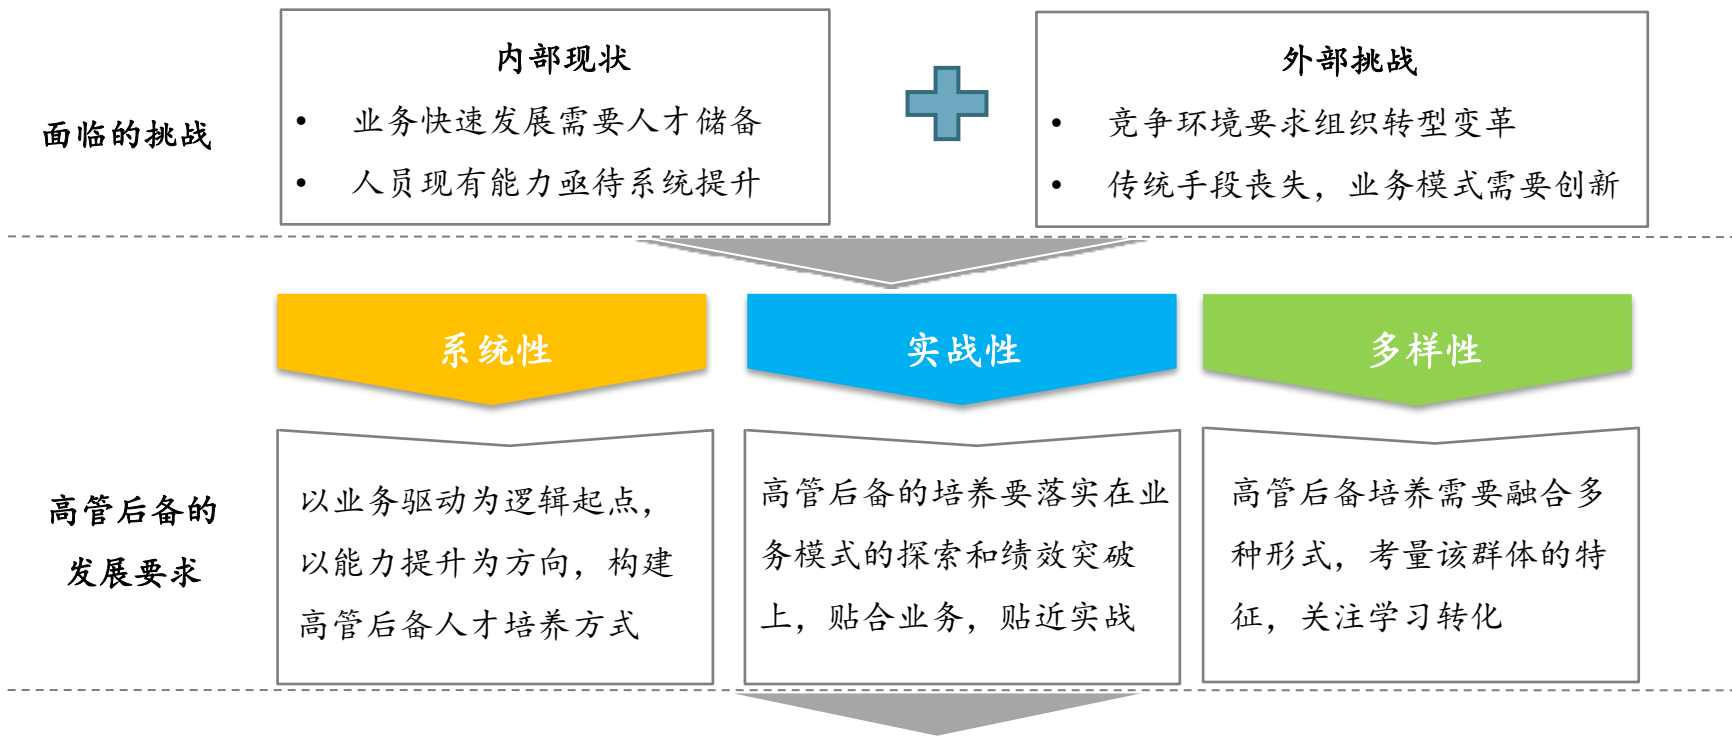 面临的挑战
内部现状
• 业务快速发展需要人才储备
• 人员现有能力亟待系统提升
外部挑战
• 竞争环境要求组织转型变革
• 传统手段丧失，业务模式需要创新
系统性
实战性
多样性
高管后备的
发展要求
以业务驱动为逻辑起点，
以能力提升为方向，构建
高管后备人才培养方式
高管后备的培养要落实在业
务模式的探索和绩效突破
上，贴合业务，贴近实战
高管后备培养需要融合多
种形式，考量该群体的特
征，关注学习转化